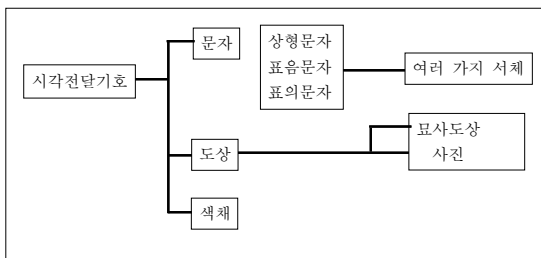 시각전달기호
문자
상형문자
표음문자
표의문자
여러 가지 서체
도상
묘사도상
사진
색채